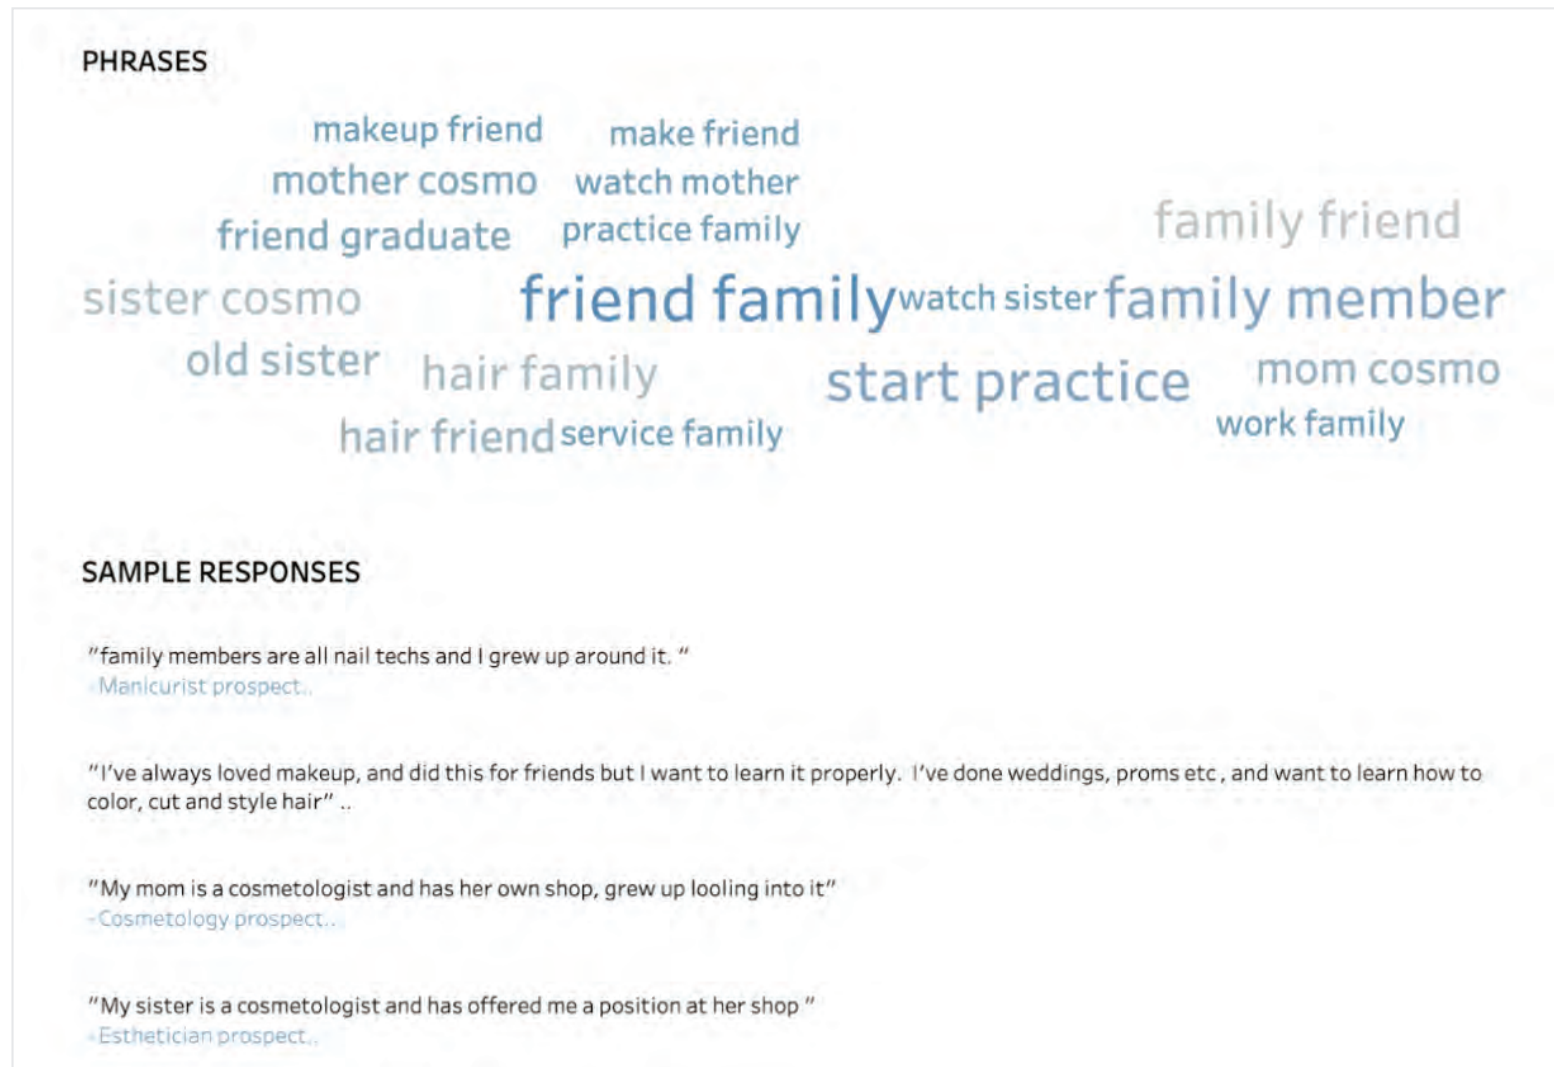 PHRASES
makeup friend make friend
mother cosmo watch mother
friend graduate practice family family friend
sister cosmo friend family watch sister family member
old sister hair family start practice mom cosmo
hair friend service family work family
SAMPLE RESPONSES
"family members are all nail techs and I grew up around it. "
-Manicurist prospect..
"I've always loved makeup, and did this for friends but I want to learn it properly. I've done weddings, proms etc , and want to learn how to
color, cut and style hair" ..
"My mom is a cosmetologist and has her own shop, grew up looling into it"
-Cosmetology prospect..
"My sister is a cosmetologist and has offered me a position at her shop "
-Esthetician prospect..